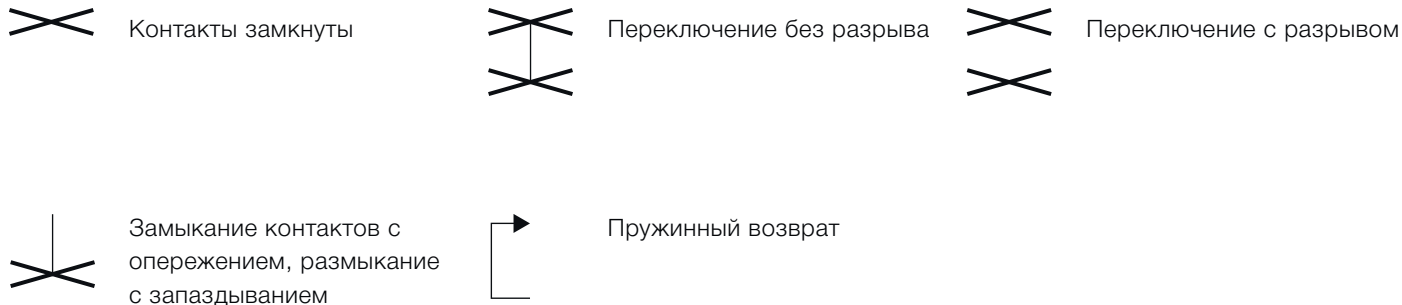 Контакты замкнуты
Переключение без разрыва
Переключение с разрывом
Замыкание контактов с
опережением, размыкание
с запаздыванием
Пружинный возврат